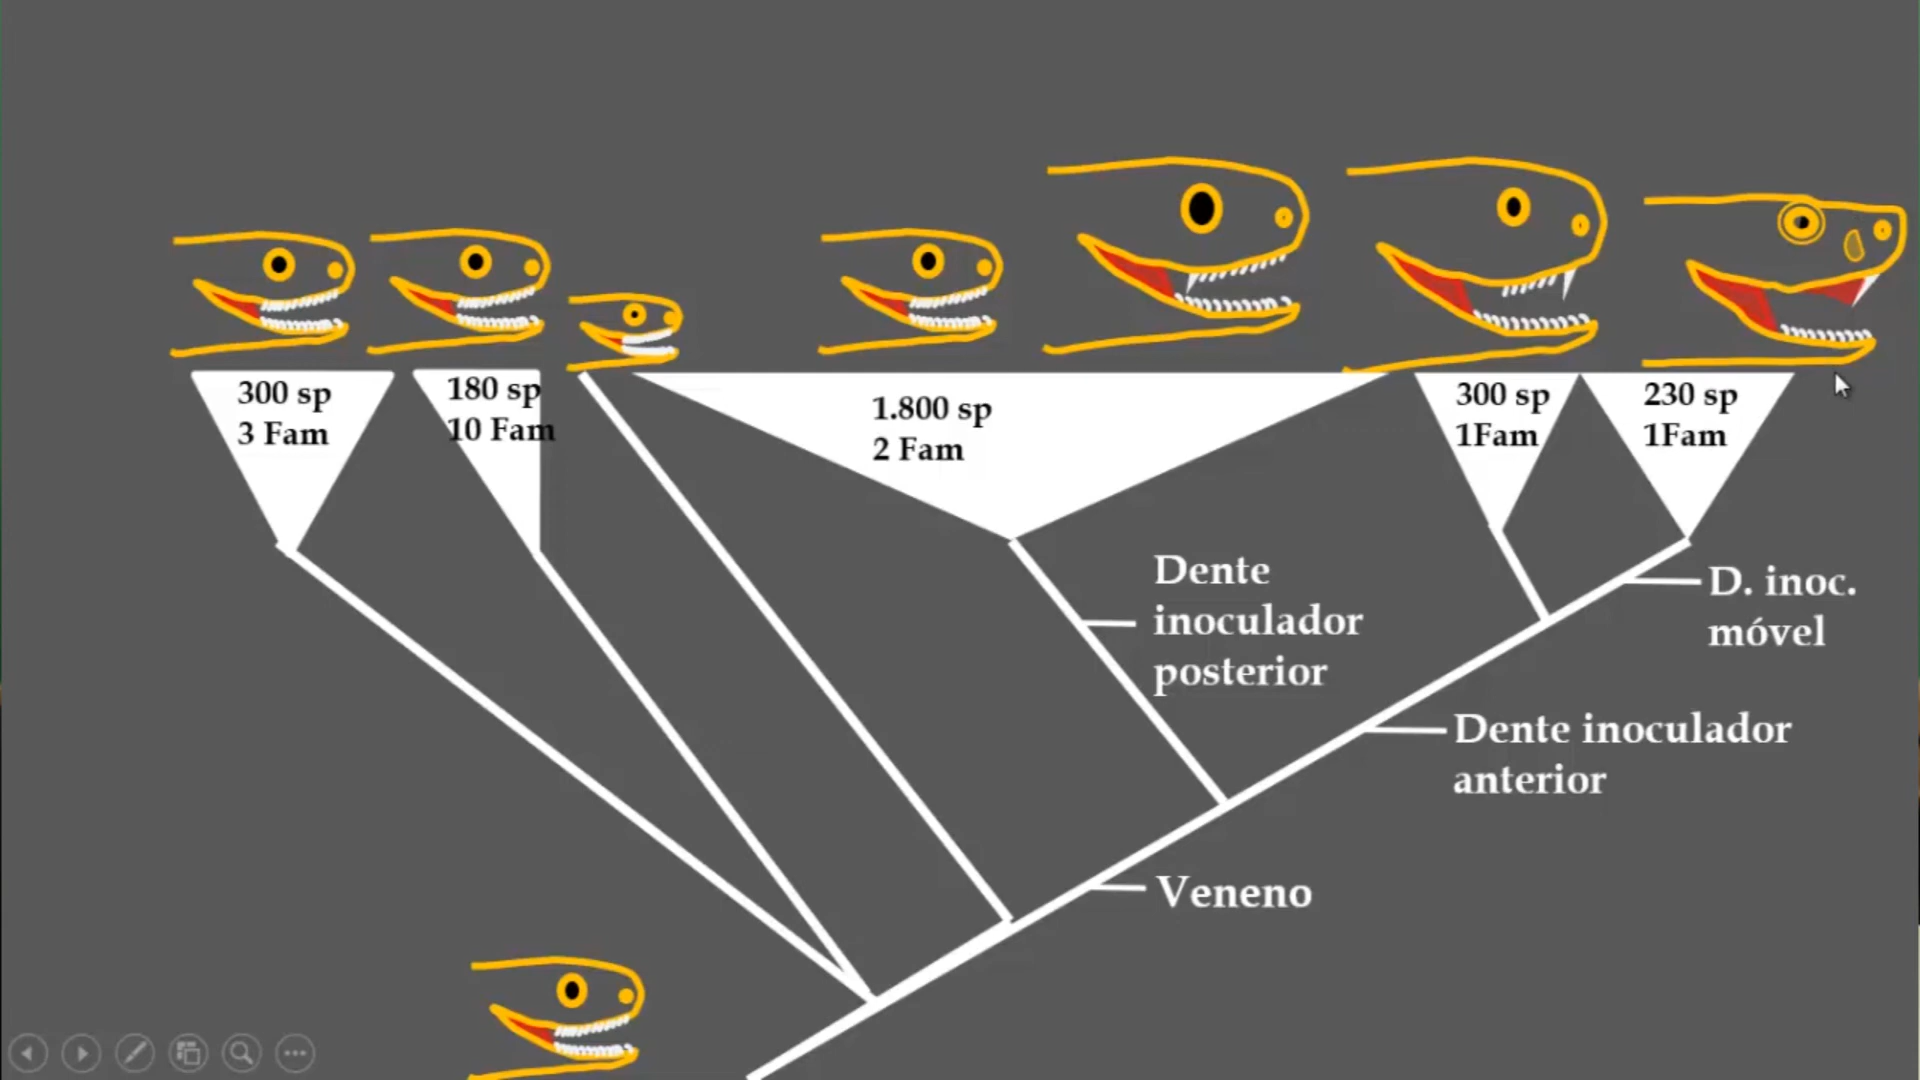 300 sp
3 Fam
180 sp
10 Fam
1.800 sp
2 Fam
300 sp
1Fam
230 sp
1Fam
Dente
inoculador
posterior
D. inoc.
móvel
Dente inoculador
anterior
Veneno